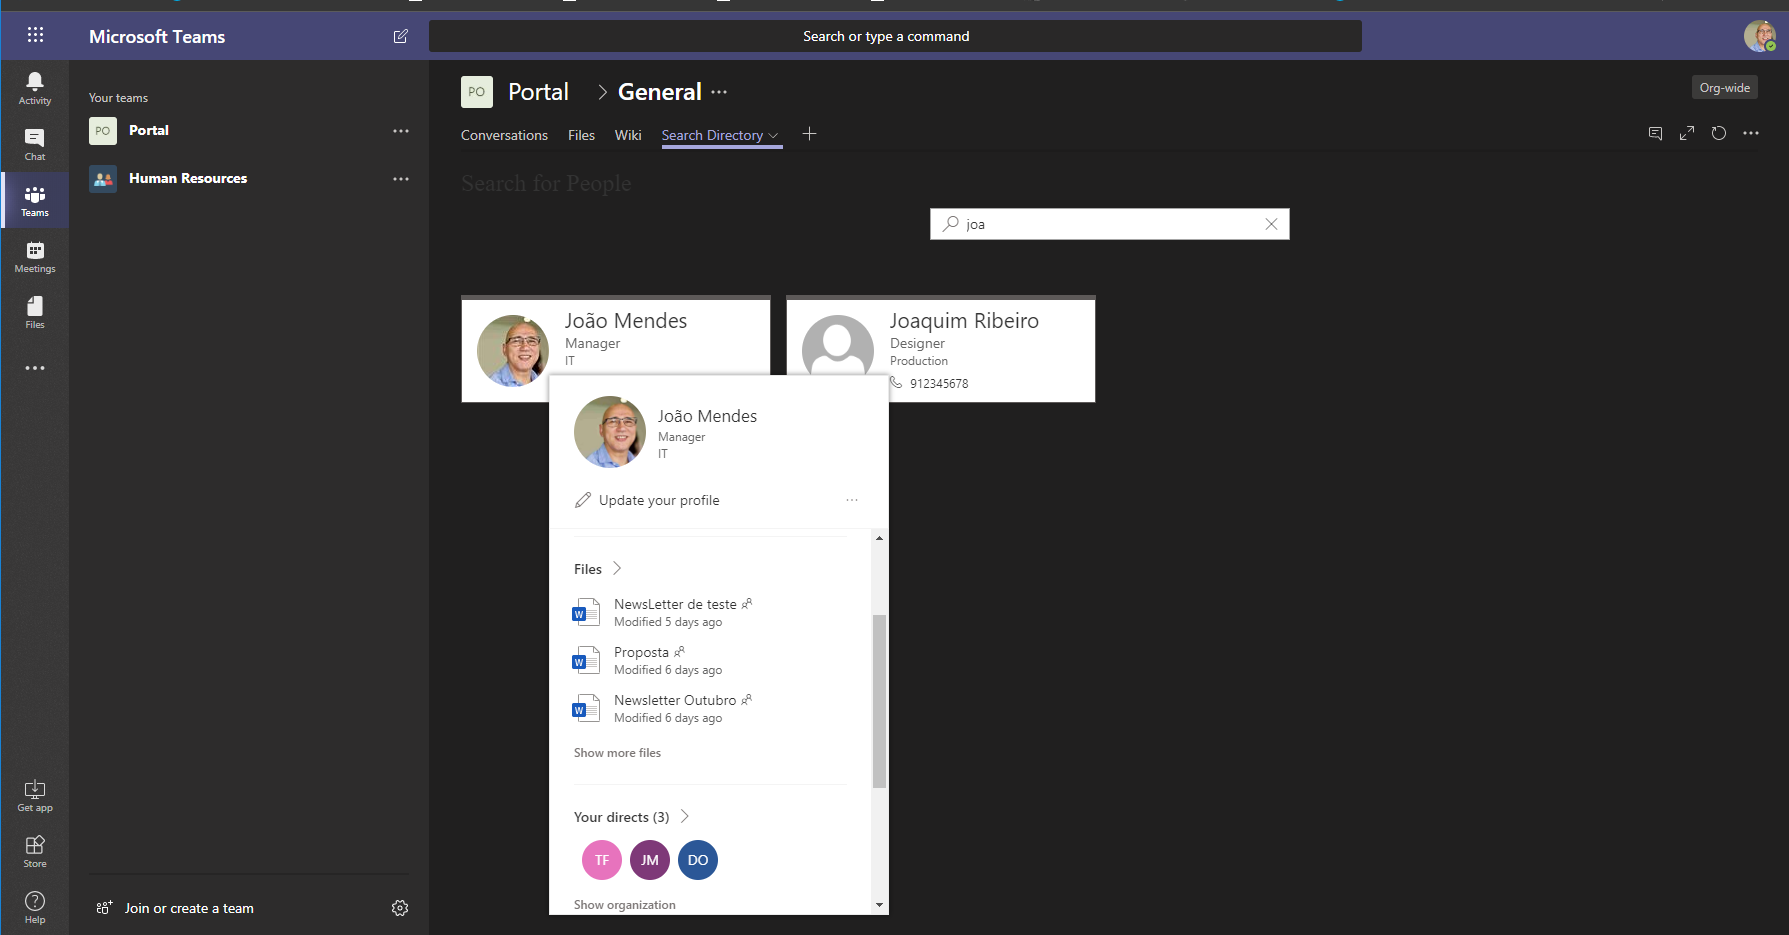 Microsoft Teams
Search or type a command
Activity
Chat
Teams
Meetings
Files
Get app
Store
Help
Your teams
PO Portal
Human Resources
Join or create a team
PO Portal > General
Org-wide
Conversations Files Wiki Search Directory
Search for People
joa
João Mendes
Manager
IT
Joaquim Ribeiro
Designer
Production
912345678
João Mendes
Manager
IT
Update your profile
Files
NewsLetter de teste
Modified 5 days ago
Proposta
Modified 6 days ago
Newsletter Outubro
Modified 6 days ago
Show more files
Your directs (3)
TF JM DO
Show organization